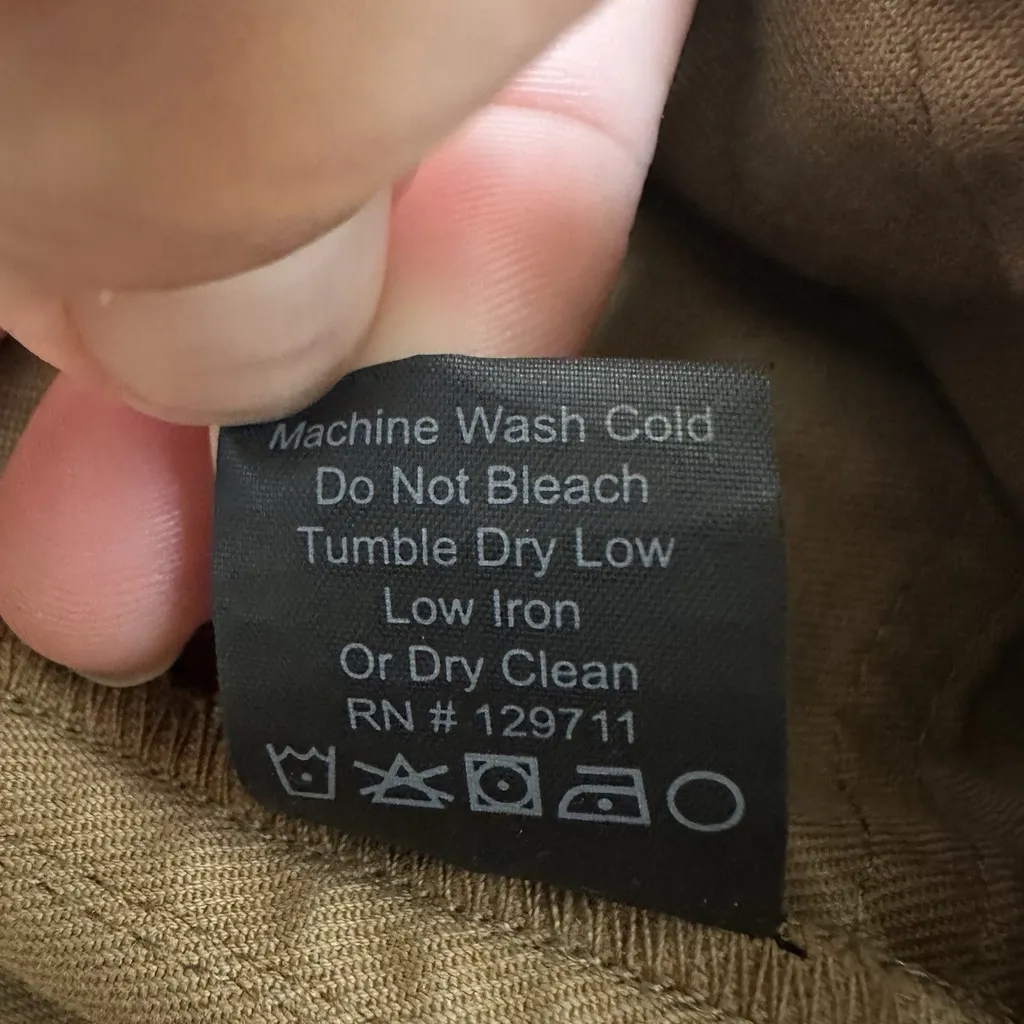 Machine Wash Cold
Do Not Bleach
Tumble Dry Low
Low Iron
Or Dry Clean
RN # 129711